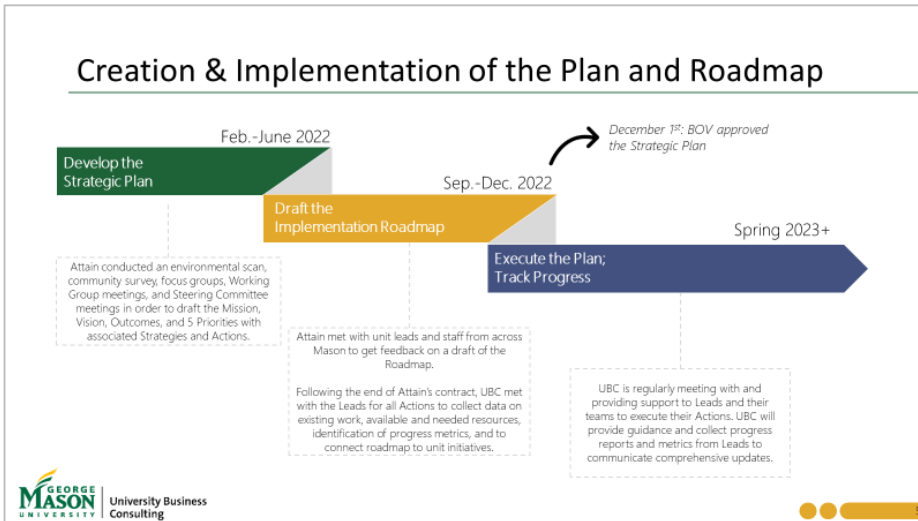 Creation & Implementation of the Plan and Roadmap
Feb.-June 2022
Develop the
Strategic Plan
December 1st: BOV approved
the Strategic Plan
Sep.-Dec. 2022
Draft the
Implementation Roadmap
Spring 2023+
Execute the Plan;
Track Progress
Attain conducted an environmental scan,
community survey, focus groups, Working
Group meetings, and Steering Committee
meetings in order to draft the Mission,
Vision, Outcomes, and 5 Priorities with
associated Strategies and Actions.
Attain met with unit leads and staff from across
Mason to get feedback on a draft of the
Roadmap.
Following the end of Attain's contract, UBC met
with the Leads for all Actions to collect data on
existing work, available and needed resources,
identification of progress metrics, and to
connect roadmap to unit initiatives.
UBC is regularly meeting with and
providing support to Leads and their
teams to execute their Actions. UBC will
provide guidance and collect progress
reports and metrics from Leads to
communicate comprehensive updates.
GEORGE
MASON
UNIVERSITY
University Business
Consulting